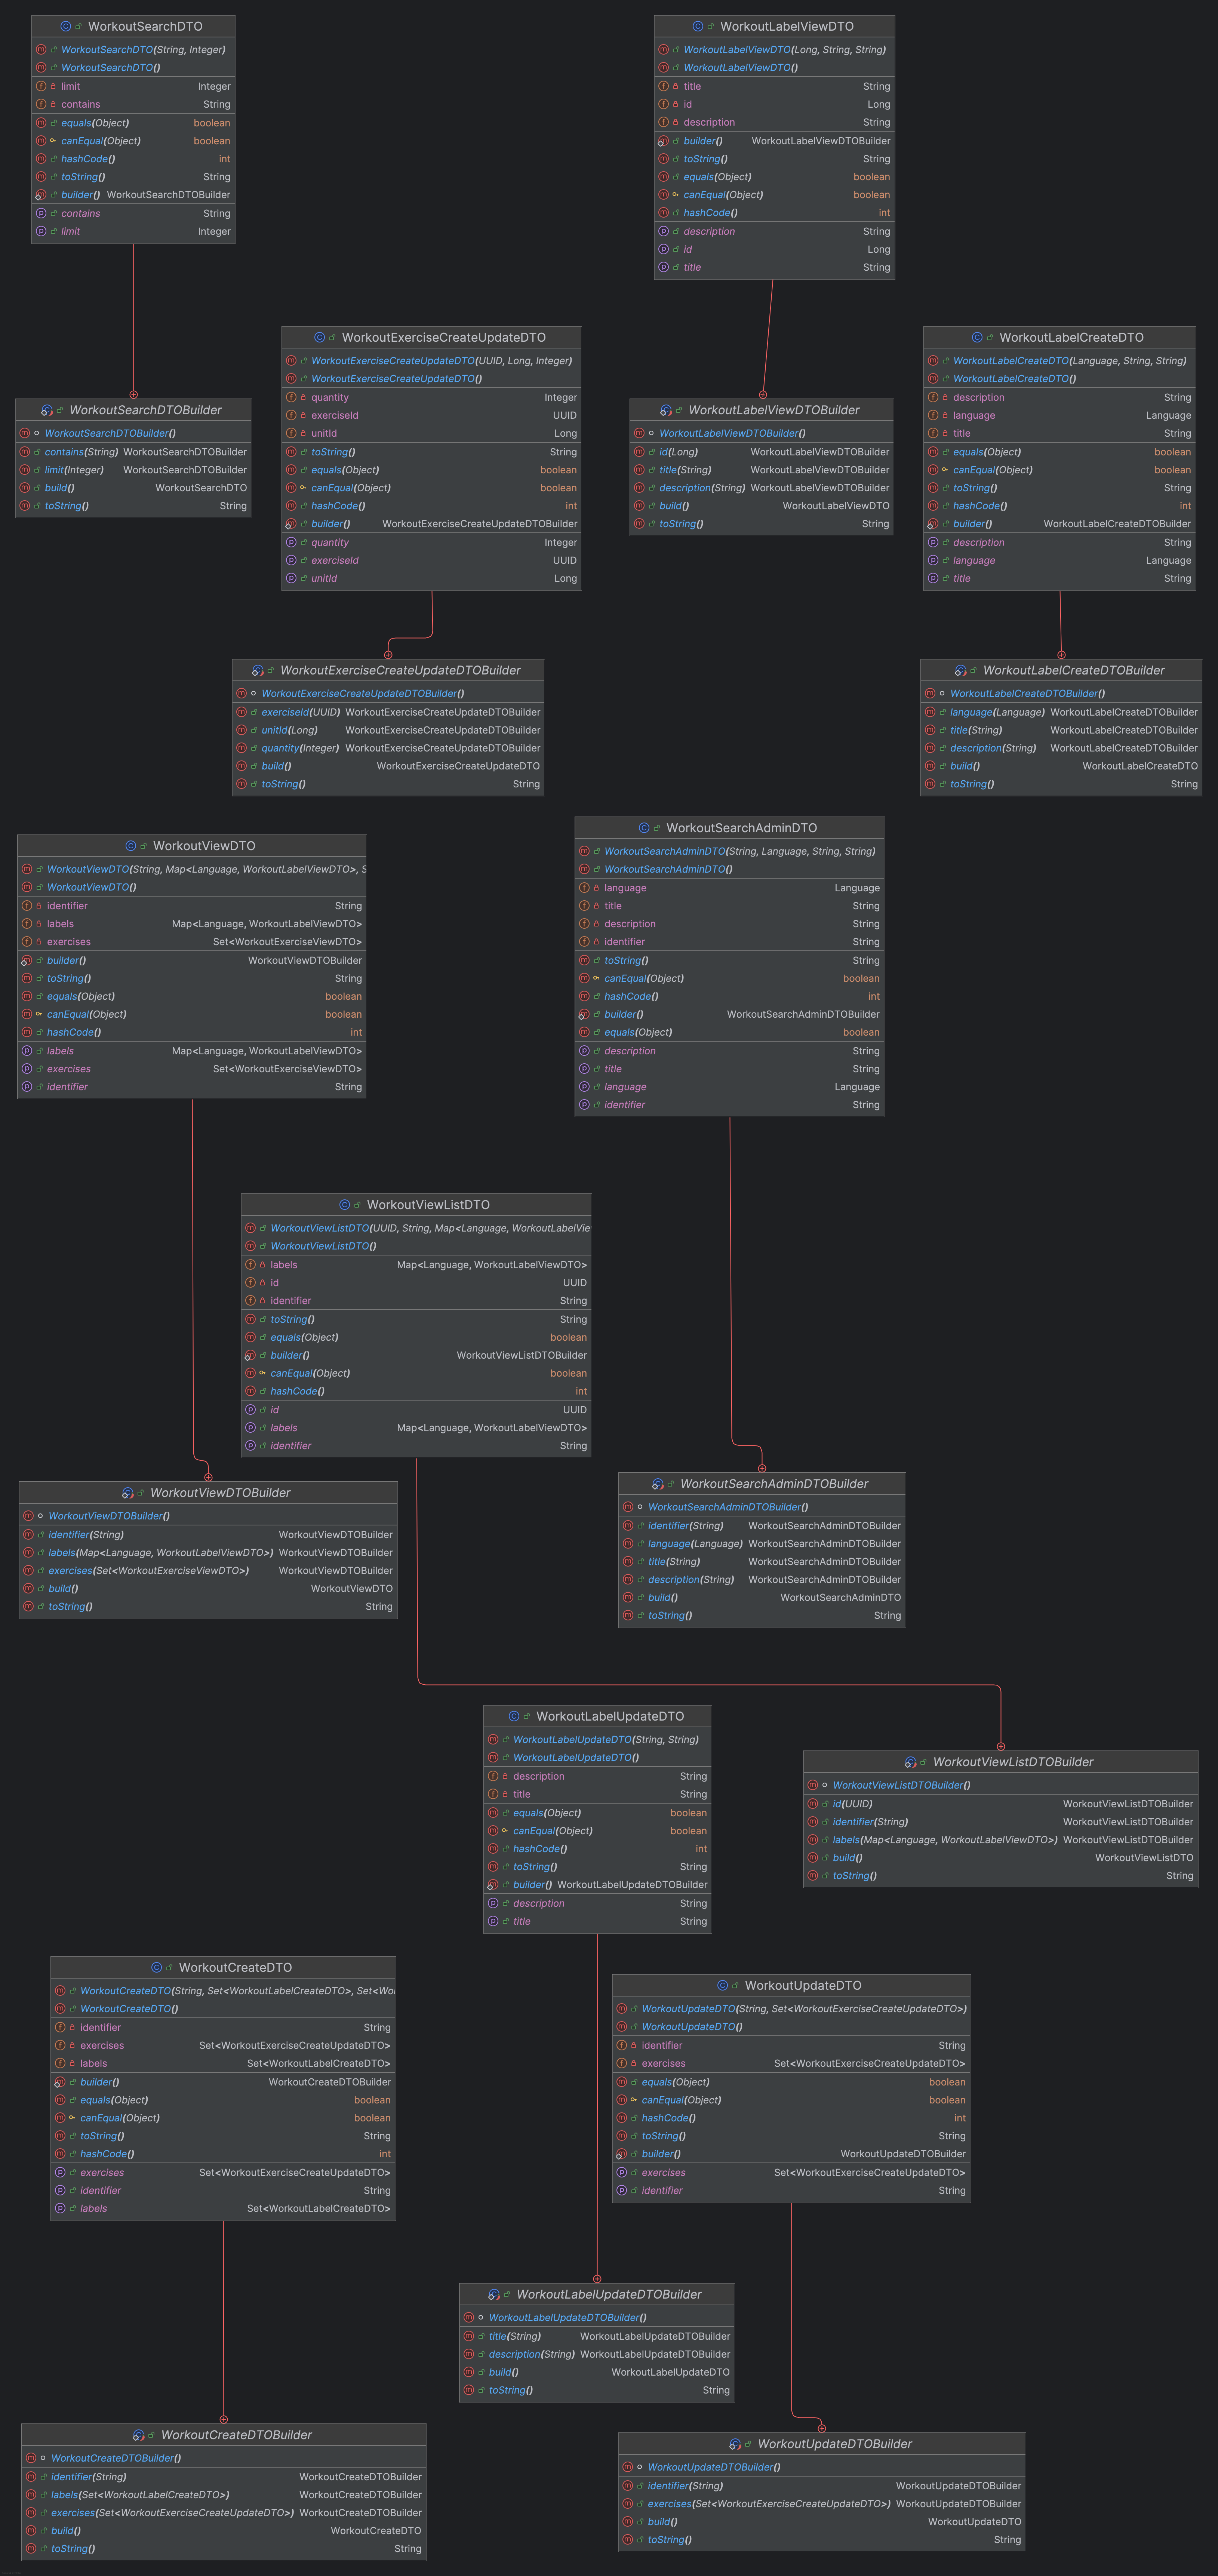 WorkoutSearchDTO
WorkoutSearchDTO(String, Integer)
WorkoutSearchDTO()
limit Integer
contains String
equals(Object) boolean
canEqual(Object) boolean
hashCode() int
toString() String
builder() WorkoutSearchDTOBuilder
contains String
limit Integer
WorkoutLabelViewDTO
WorkoutLabelViewDTO(Long, String, String)
WorkoutLabelViewDTO()
title String
id Long
description String
builder() WorkoutLabelViewDTOBuilder
toString() String
equals(Object) boolean
canEqual(Object) boolean
hashCode() int
description String
id Long
title String
WorkoutExerciseCreateUpdateDTO
WorkoutExerciseCreateUpdateDTO(UUID, Long, Integer)
WorkoutExerciseCreateUpdateDTO()
quantity Integer
exerciseId UUID
unitId Long
toString() String
equals(Object) boolean
canEqual(Object) boolean
hashCode() int
builder() WorkoutExerciseCreateUpdateDTOBuilder
quantity Integer
exerciseId UUID
unitId Long
WorkoutLabelCreateDTO
WorkoutLabelCreateDTO(Language, String, String)
WorkoutLabelCreateDTO()
description String
language Language
title String
equals(Object) boolean
canEqual(Object) boolean
toString() String
hashCode() int
builder() WorkoutLabelCreateDTOBuilder
description String
language Language
title String
WorkoutSearchDTOBuilder
WorkoutSearchDTOBuilder()
contains(String) WorkoutSearchDTOBuilder
limit(Integer) WorkoutSearchDTOBuilder
build() WorkoutSearchDTO
toString() String
WorkoutLabelViewDTOBuilder
WorkoutLabelViewDTOBuilder()
id(Long) WorkoutLabelViewDTOBuilder
title(String) WorkoutLabelViewDTOBuilder
description(String) WorkoutLabelViewDTOBuilder
build() WorkoutLabelViewDTO
toString() String
WorkoutExerciseCreateUpdateDTOBuilder
WorkoutExerciseCreateUpdateDTOBuilder()
exerciseId(UUID) WorkoutExerciseCreateUpdateDTOBuilder
unitId(Long) WorkoutExerciseCreateUpdateDTOBuilder
quantity(Integer) WorkoutExerciseCreateUpdateDTOBuilder
build() WorkoutExerciseCreateUpdateDTO
toString() String
WorkoutLabelCreateDTOBuilder
WorkoutLabelCreateDTOBuilder()
language(Language) WorkoutLabelCreateDTOBuilder
title(String) WorkoutLabelCreateDTOBuilder
description(String) WorkoutLabelCreateDTOBuilder
build() WorkoutLabelCreateDTO
toString() String
WorkoutViewDTO
WorkoutViewDTO(String, Map<Language, WorkoutLabelViewDTO>, S
WorkoutViewDTO()
identifier String
labels Map<Language, WorkoutLabelViewDTO>
exercises Set<WorkoutExerciseViewDTO>
builder() WorkoutViewDTOBuilder
toString() String
equals(Object) boolean
canEqual(Object) boolean
hashCode() int
labels Map<Language, WorkoutLabelViewDTO>
exercises Set<WorkoutExerciseViewDTO>
identifier String
WorkoutSearchAdminDTO
WorkoutSearchAdminDTO(String, Language, String, String)
WorkoutSearchAdminDTO()
language Language
title String
description String
identifier String
toString() String
canEqual(Object) boolean
hashCode() int
builder() WorkoutSearchAdminDTOBuilder
equals(Object) boolean
description String
title String
language Language
identifier String
WorkoutViewListDTO
WorkoutViewListDTO(UUID, String, Map<Language, WorkoutLabelVie
WorkoutViewListDTO()
labels Map<Language, WorkoutLabelViewDTO>
id UUID
identifier String
toString() String
equals(Object) boolean
builder() WorkoutViewListDTOBuilder
canEqual(Object) boolean
hashCode() int
id UUID
labels Map<Language, WorkoutLabelViewDTO>
identifier String
WorkoutViewDTOBuilder
WorkoutViewDTOBuilder()
identifier(String) WorkoutViewDTOBuilder
labels(Map<Language, WorkoutLabelViewDTO>) WorkoutViewDTOBuilder
exercises(Set<WorkoutExerciseViewDTO>) WorkoutViewDTOBuilder
build() WorkoutViewDTO
toString() String
WorkoutSearchAdminDTOBuilder
WorkoutSearchAdminDTOBuilder()
identifier(String) WorkoutSearchAdminDTOBuilder
language(Language) WorkoutSearchAdminDTOBuilder
title(String) WorkoutSearchAdminDTOBuilder
description(String) WorkoutSearchAdminDTOBuilder
build() WorkoutSearchAdminDTO
toString() String
WorkoutLabelUpdateDTO
WorkoutLabelUpdateDTO(String, String)
WorkoutLabelUpdateDTO()
description String
title String
equals(Object) boolean
canEqual(Object) boolean
hashCode() int
toString() String
builder() WorkoutLabelUpdateDTOBuilder
description String
title String
WorkoutViewListDTOBuilder
WorkoutViewListDTOBuilder()
id(UUID) WorkoutViewListDTOBuilder
identifier(String) WorkoutViewListDTOBuilder
labels(Map<Language, WorkoutLabelViewDTO>) WorkoutViewListDTOBuilder
build() WorkoutViewListDTO
toString() String
WorkoutCreateDTO
WorkoutCreateDTO(String, Set<WorkoutLabelCreateDTO>, Set<Wo
WorkoutCreateDTO()
identifier String
exercises Set<WorkoutExerciseCreateUpdateDTO>
labels Set<WorkoutLabelCreateDTO>
builder() WorkoutCreateDTOBuilder
equals(Object) boolean
canEqual(Object) boolean
toString() String
hashCode() int
exercises Set<WorkoutExerciseCreateUpdateDTO>
identifier String
labels Set<WorkoutLabelCreateDTO>
WorkoutUpdateDTO
WorkoutUpdateDTO(String, Set<WorkoutExerciseCreateUpdateDTO>)
WorkoutUpdateDTO()
identifier String
exercises Set<WorkoutExerciseCreateUpdateDTO>
equals(Object) boolean
canEqual(Object) boolean
hashCode() int
toString() String
builder() WorkoutUpdateDTOBuilder
exercises Set<WorkoutExerciseCreateUpdateDTO>
identifier String
WorkoutLabelUpdateDTOBuilder
WorkoutLabelUpdateDTOBuilder()
title(String) WorkoutLabelUpdateDTOBuilder
description(String) WorkoutLabelUpdateDTOBuilder
build() WorkoutLabelUpdateDTO
toString() String
WorkoutCreateDTOBuilder
WorkoutCreateDTOBuilder()
identifier(String) WorkoutCreateDTOBuilder
labels(Set<WorkoutLabelCreateDTO>) WorkoutCreateDTOBuilder
exercises(Set<WorkoutExerciseCreateUpdateDTO>) WorkoutCreateDTOBuilder
build() WorkoutCreateDTO
toString() String
WorkoutUpdateDTOBuilder
WorkoutUpdateDTOBuilder()
identifier(String) WorkoutUpdateDTOBuilder
exercises(Set<WorkoutExerciseCreateUpdateDTO>) WorkoutUpdateDTOBuilder
build() WorkoutUpdateDTO
toString() String